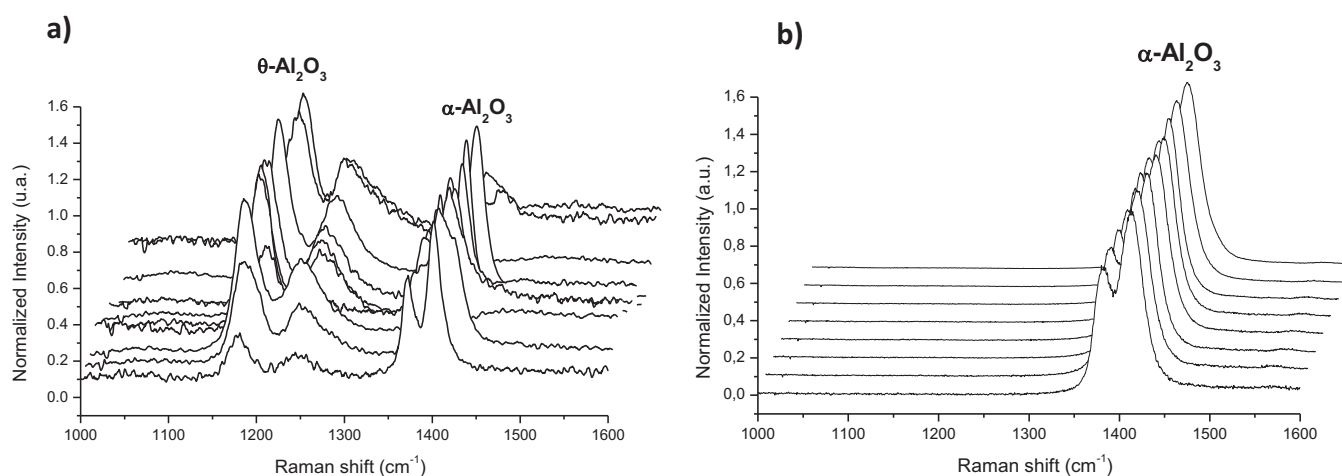 a)
θ-Al2O3
α-Al2O3
1.6
1.4
1.2
1.0
0.8
0.6
0.4
0.2
0.0
Normalized Intensity (u.a.)
1000 1100 1200 1300 1400 1500 1600
Raman shift (cm-1)
b)
α-Al2O3
1,6
1,4
1,2
1,0
0,8
0,6
0,4
0,2
0,0
Normalized Intensity (a.u.)
1000 1100 1200 1300 1400 1500 1600
Raman shift (cm-1)